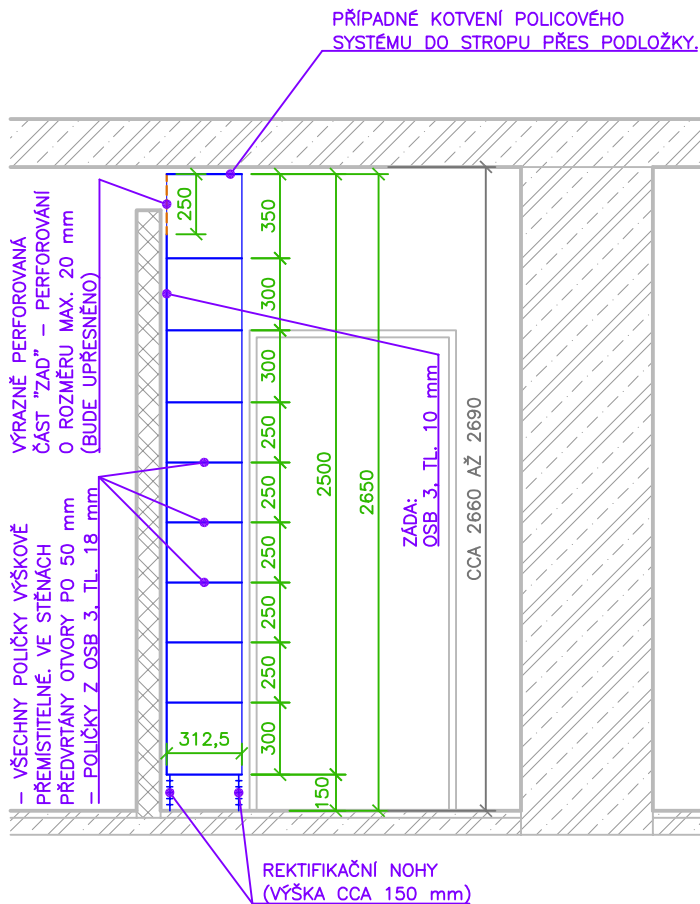 PŘÍPADNÉ KOTVENÍ POLICOVÉHO
SYSTÉMU DO STROPU PŘES PODLOŽKY.
VÝRAZNĚ PERFOROVANÁ
ČÁST "ZAD" – PERFOROVÁNÍ
O ROZMĚRU MAX. 20 mm
(BUDE UPŘESNĚNO)
– VŠECHNY POLIČKY VÝŠKOVĚ
PŘEMÍSTITELNÉ. VE STĚNÁCH
PŘEDVRTÁNY OTVORY PO 50 mm
– POLIČKY Z OSB 3, TL. 18 mm
250
350
300
300
250
250
250
250
250
300
150
312,5
2500
2650
ZÁDA:
OSB 3, TL. 10 mm
CCA 2660 AŽ 2690
REKTIFIKAČNÍ NOHY
(VÝŠKA CCA 150 mm)